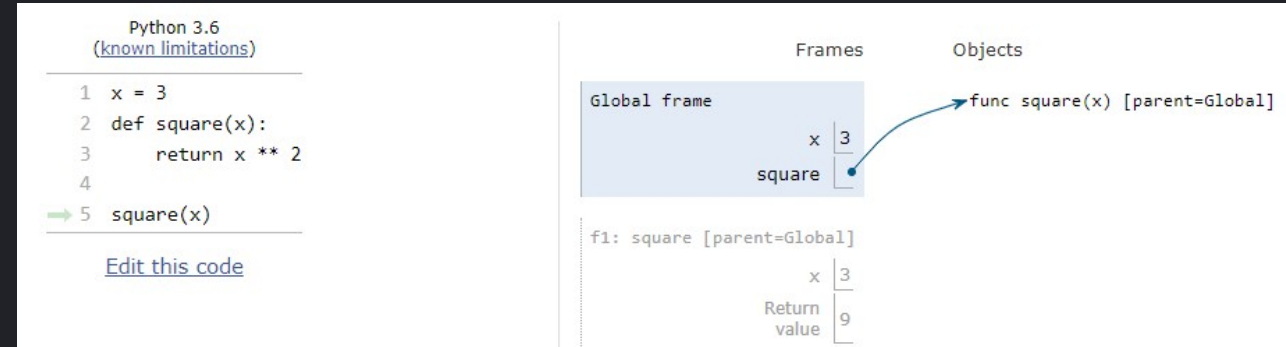 Python 3.6
(known limitations)
1 x = 3
2 def square(x):
3     return x ** 2
4
5 square(x)
Edit this code
Frames Objects
Global frame
x 3
square
func square(x) [parent=Global]
f1: square [parent=Global]
x 3
Return
value 9